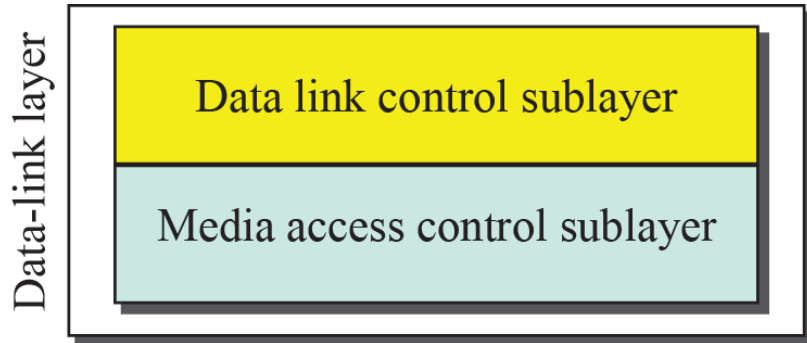 Data-link layer
Data link control sublayer
Media access control sublayer